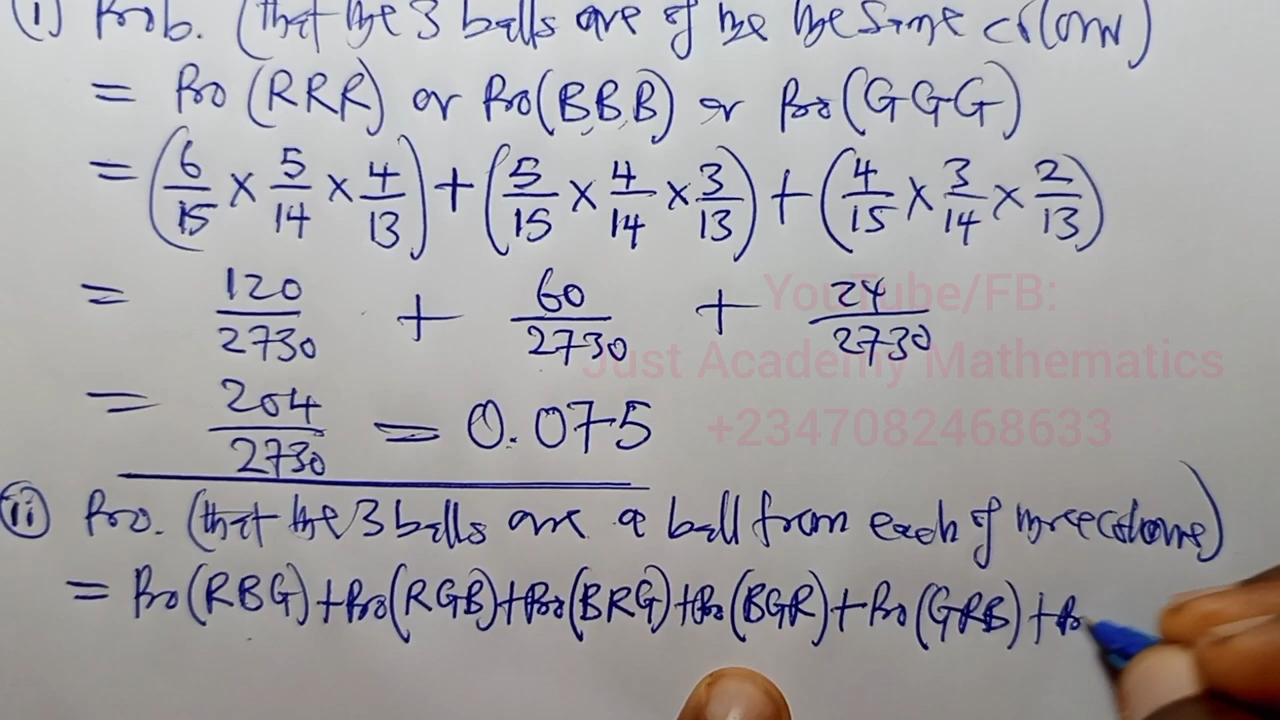 (i) Prob. (that the 3 balls are of the the same colour)
= Pro (RRR) or Pro(BBB) or Pro(GGG)
= (6/15 × 5/14 × 4/13) + (5/15 × 4/14 × 3/13) + (4/15 × 3/14 × 2/13)
= 120/2730 + 60/2730 + 24/2730
= 204/2730 = 0.075
(ii) Pro. (that the 3 balls are a ball from each of three colours)
= Pro(RBG)+Pro(RGB)+Pro(BRG)+Pro(BGR)+Pro(GRB)+
YouTube/FB:
Just Academy Mathematics
+2347082468633